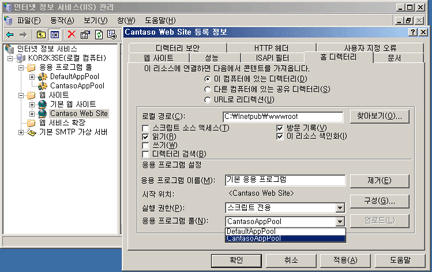 인터넷 정보 서비스(IIS) 관리
파일(F) 동작(A) 보기(V) 창(W) 도움말(H)
인터넷 정보 서비스
KOR2K3SE(로컬 컴퓨터)
응용 프로그램 풀
DefaultAppPool
CantasoAppPool
웹 사이트
기본 웹 사이트
Cantaso Web Site
웹 서비스 확장
기본 SMTP 가상 서버
Cantaso Web Site 등록 정보
디렉터리 보안 HTTP 헤더 사용자 지정 오류
웹 사이트 성능 ISAPI 필터 홈 디렉터리 문서
이 리소스에 연결하면 다음에서 콘텐트를 가져옵니다.
이 컴퓨터에 있는 디렉터리(D)
다른 컴퓨터에 있는 공유 디렉터리(S)
URL로 리디렉션(U)
로컬 경로(C): C:\Inetpub\wwwroot 찾아보기(O)...
스크립트 소스 액세스(T) 방문 기록(V)
읽기(R) 이 리소스 색인화(I)
쓰기(W)
디렉터리 검색(B)
응용 프로그램 설정
응용 프로그램 이름(M): 기본 응용 프로그램 제거(E)
시작 위치: <Cantaso Web Site>
실행 권한(P): 스크립트 전용 구성(G)...
응용 프로그램 풀(N): CantasoAppPool 언로드(L)
DefaultAppPool
CantasoAppPool
확인 취소 적용(A) 도움말